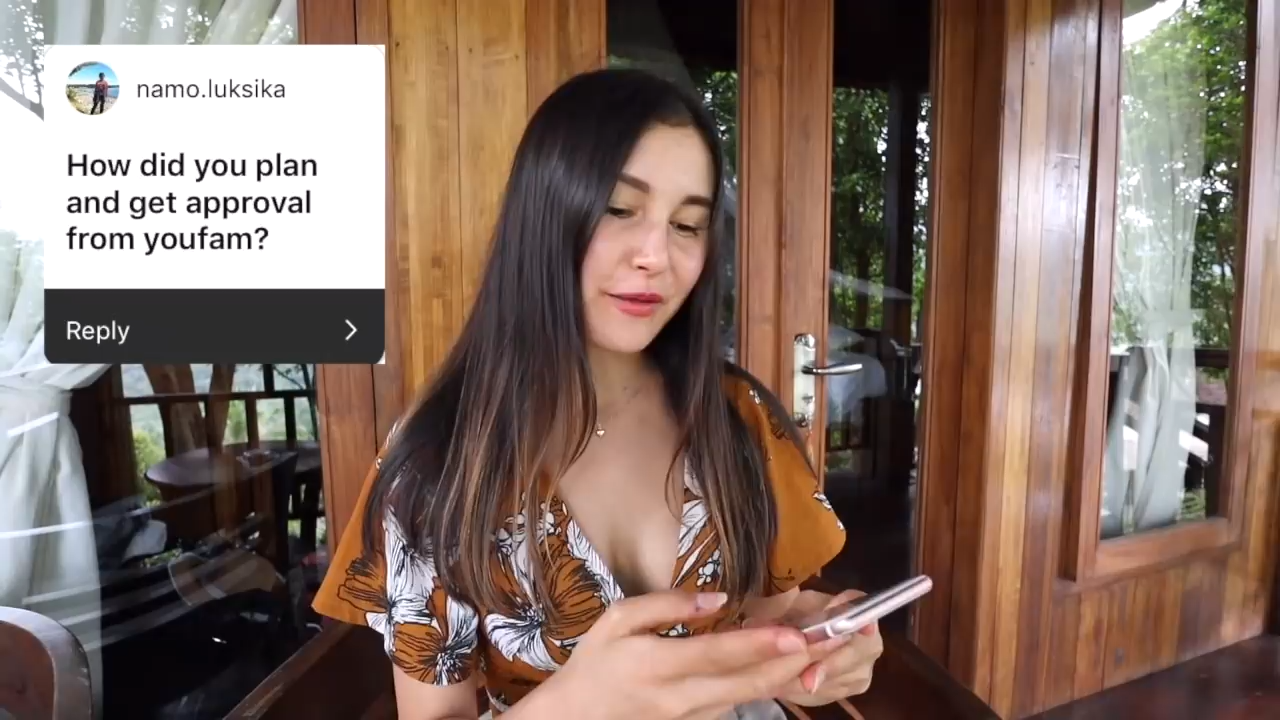 namo.luksika
How did you plan
and get approval
from youfam?
Reply